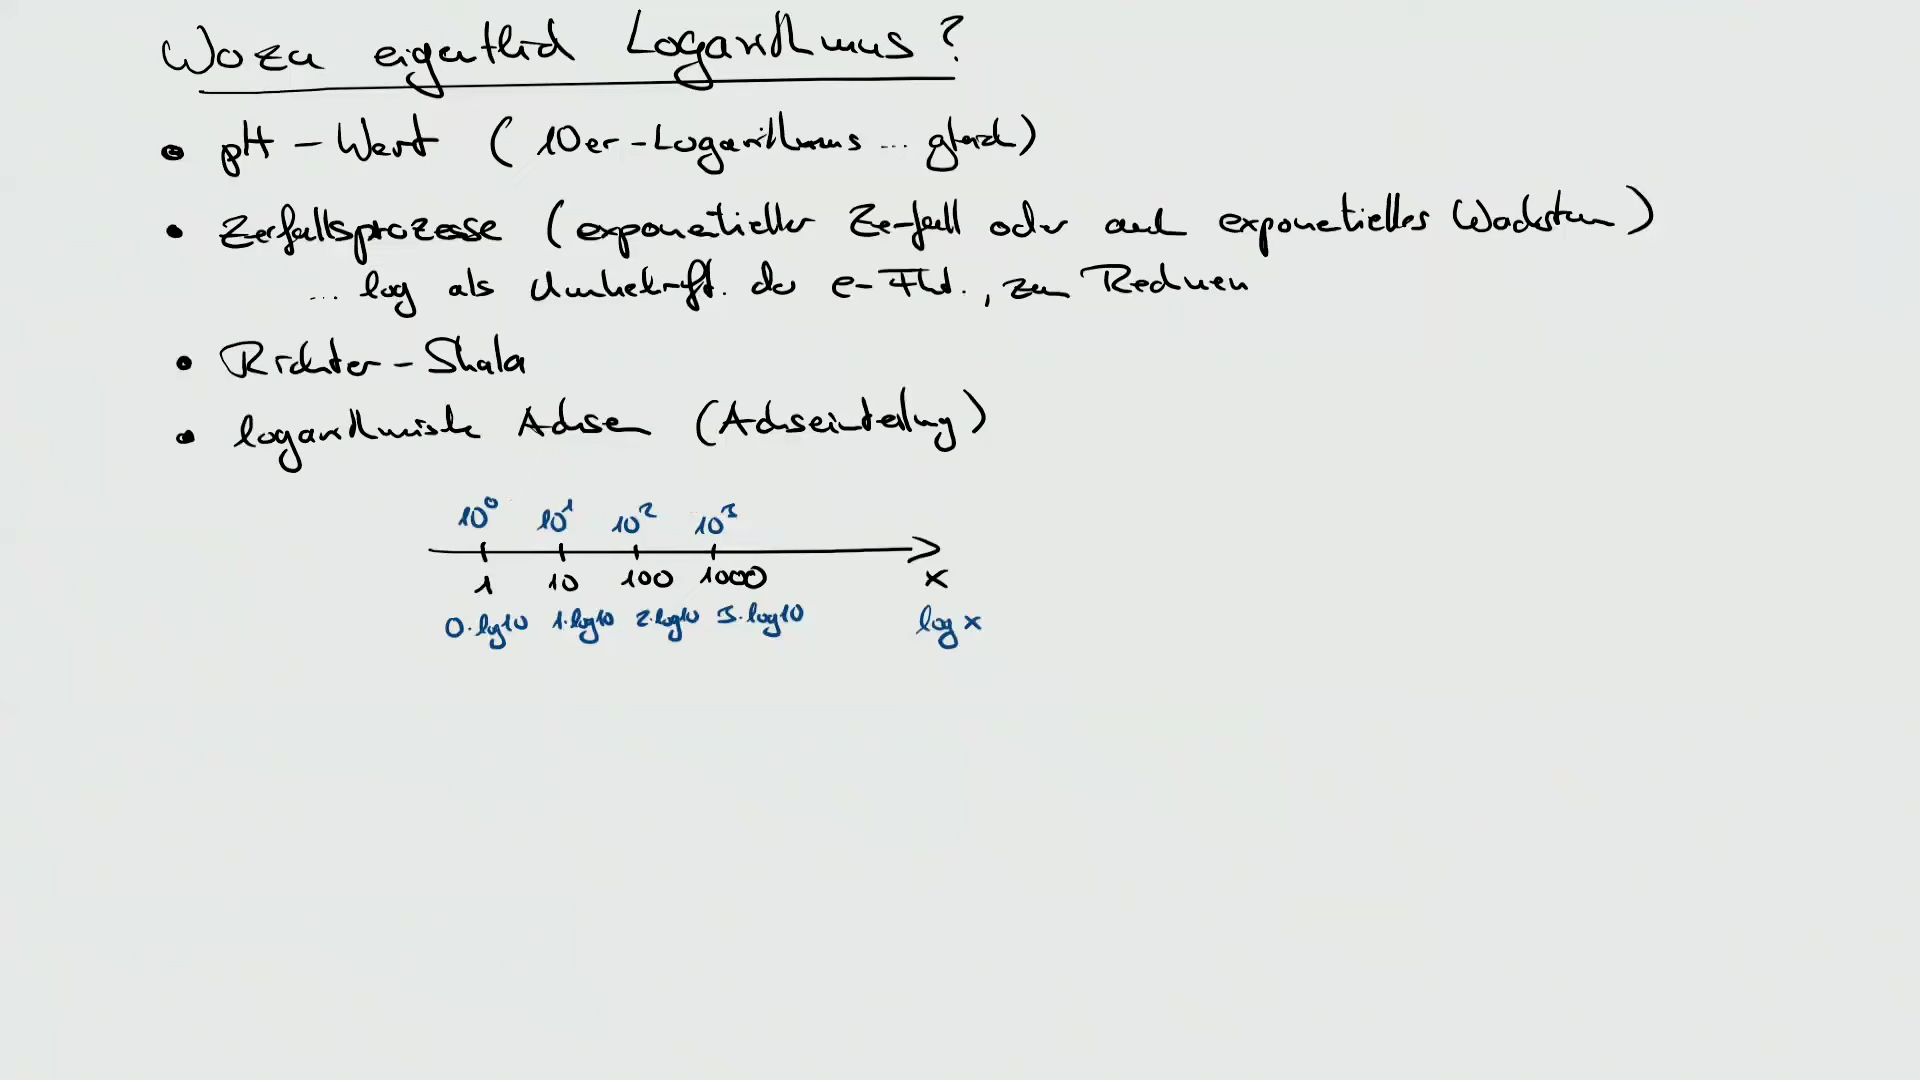 Wozu eigentlich Logarithmus?
• pH-Wert (10er-Logarithmus ... gleich)
• Zerfallsprozesse (exponentieller Zerfall oder auch exponentielles Wachstum)
... log als Umkehrfkt. der e-Fkt., zum Rechnen
• Richter-Skala
• logarithmische Achsen (Achseinteilung)
10⁰ 10¹ 10² 10³
1 10 100 1000 x
0·log10 1·log10 2·log10 3·log10 log x